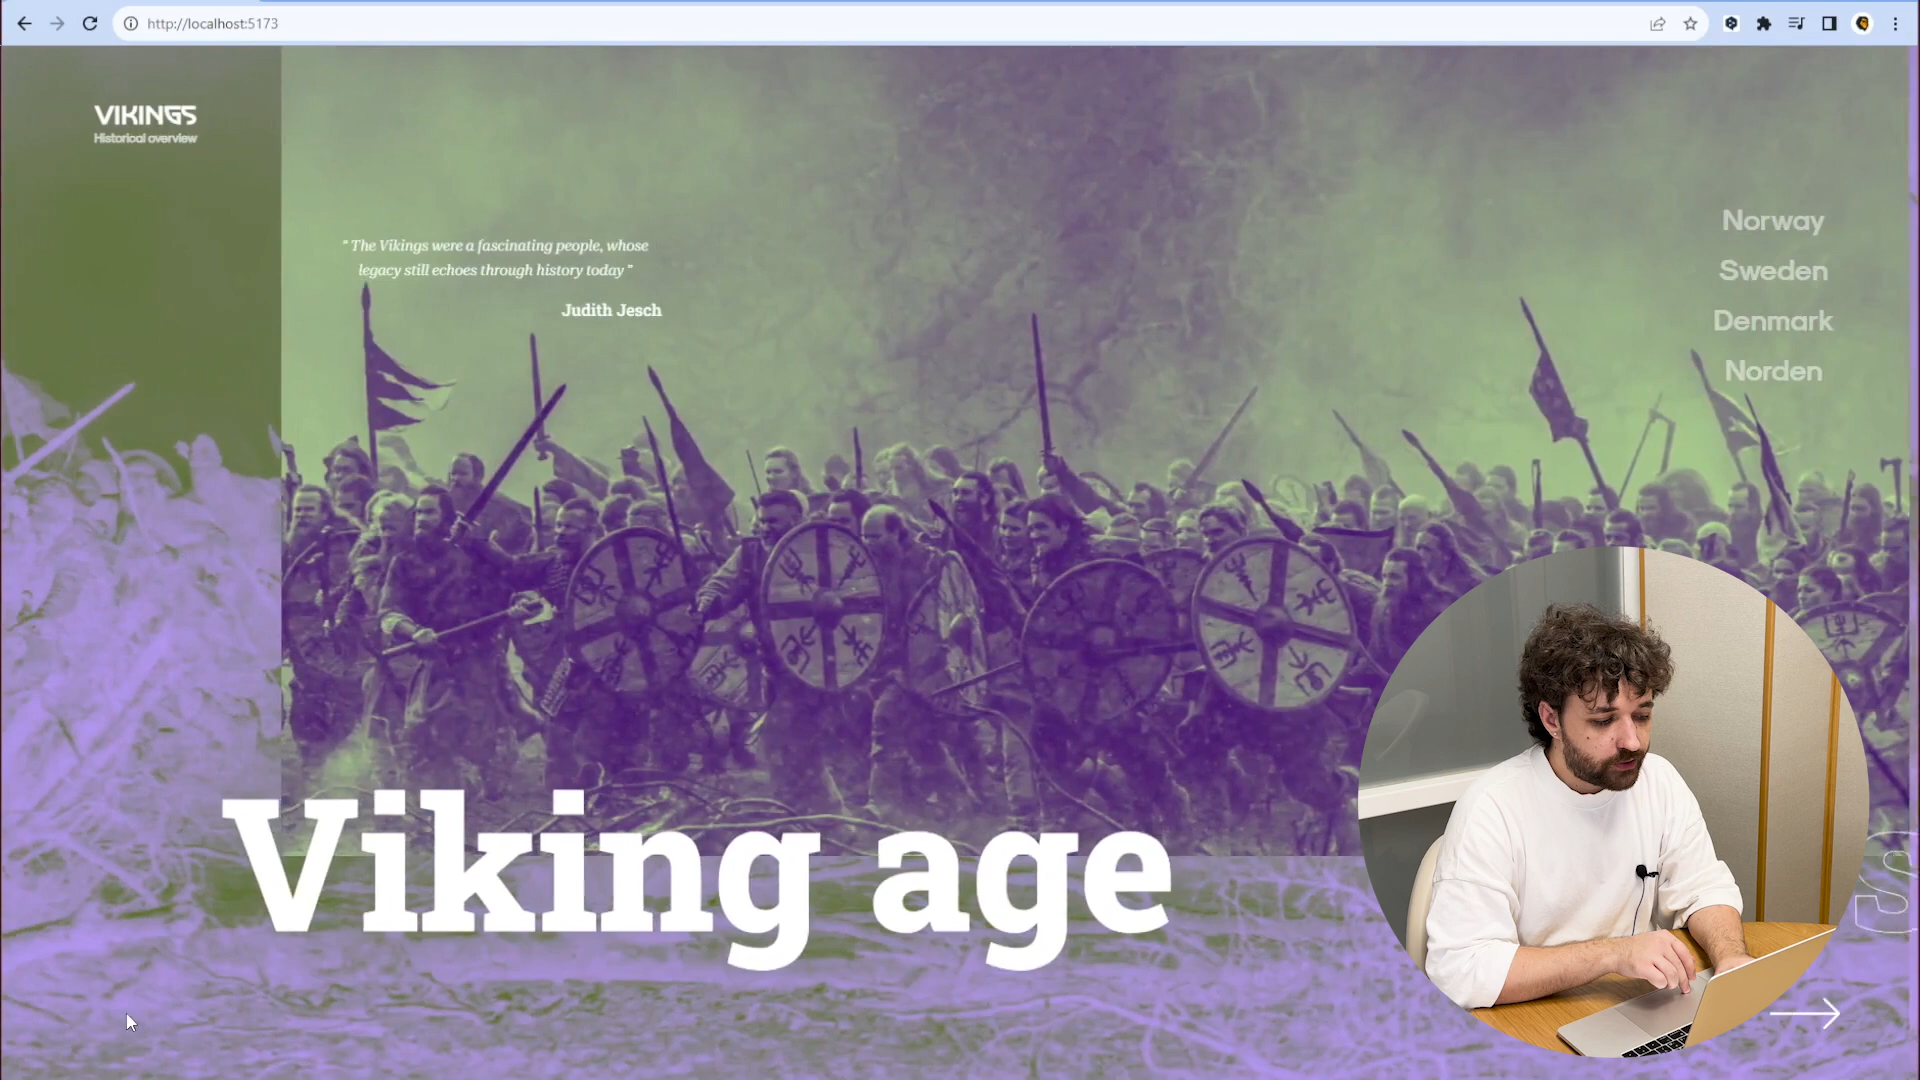 http://localhost:5173
VIKINGS
Historical overview
" The Vikings were a fascinating people, whose
legacy still echoes through history today "
Judith Jesch
Norway
Sweden
Denmark
Norden
Viking age
S